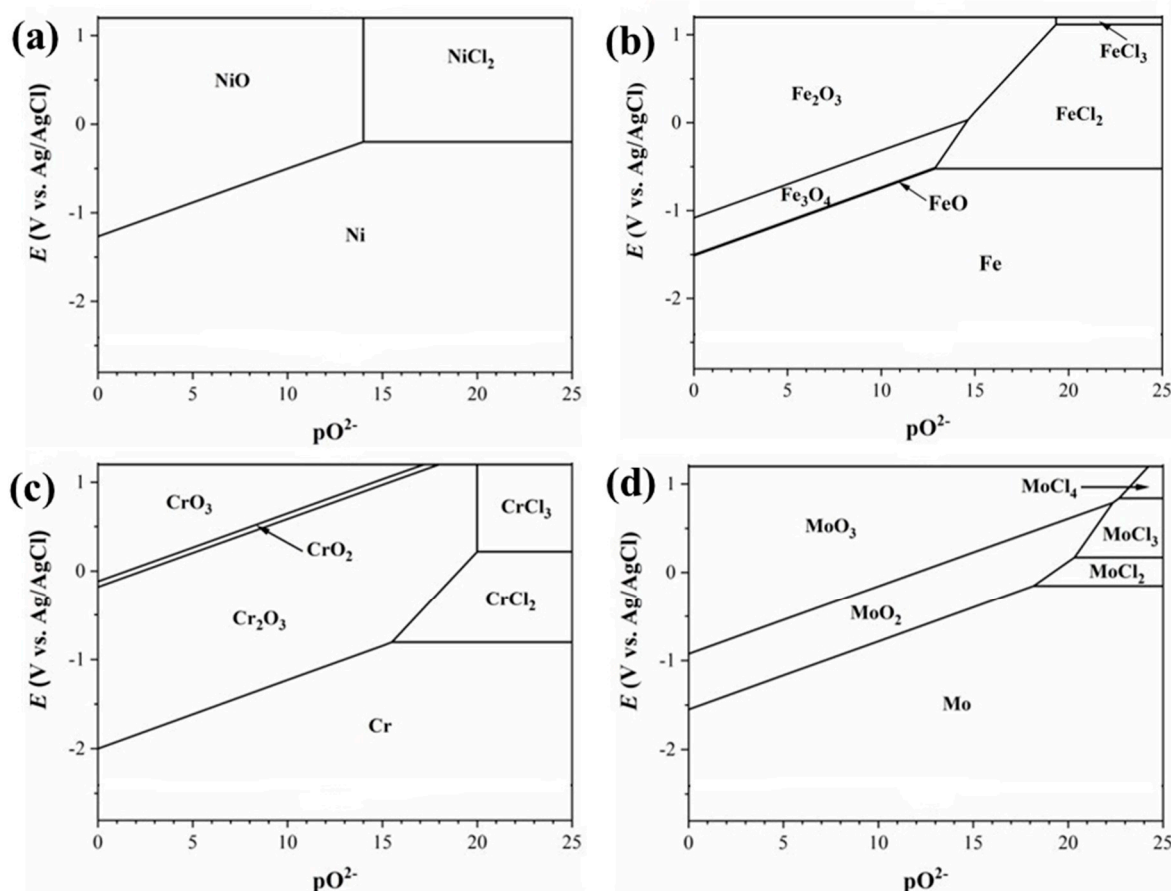 (a)
E (V vs. Ag/AgCl)
1
0
-1
-2
NiO
NiCl₂
Ni
0 5 10 15 20 25
pO²⁻
(b)
E (V vs. Ag/AgCl)
1
0
-1
-2
FeCl₃
Fe₂O₃
FeCl₂
Fe₃O₄
FeO
Fe
0 5 10 15 20 25
pO²⁻
(c)
E (V vs. Ag/AgCl)
1
0
-1
-2
CrO₃
CrCl₃
CrO₂
CrCl₂
Cr₂O₃
Cr
0 5 10 15 20 25
pO²⁻
(d)
E (V vs. Ag/AgCl)
1
0
-1
-2
MoCl₄
MoO₃
MoCl₃
MoCl₂
MoO₂
Mo
0 5 10 15 20 25
pO²⁻